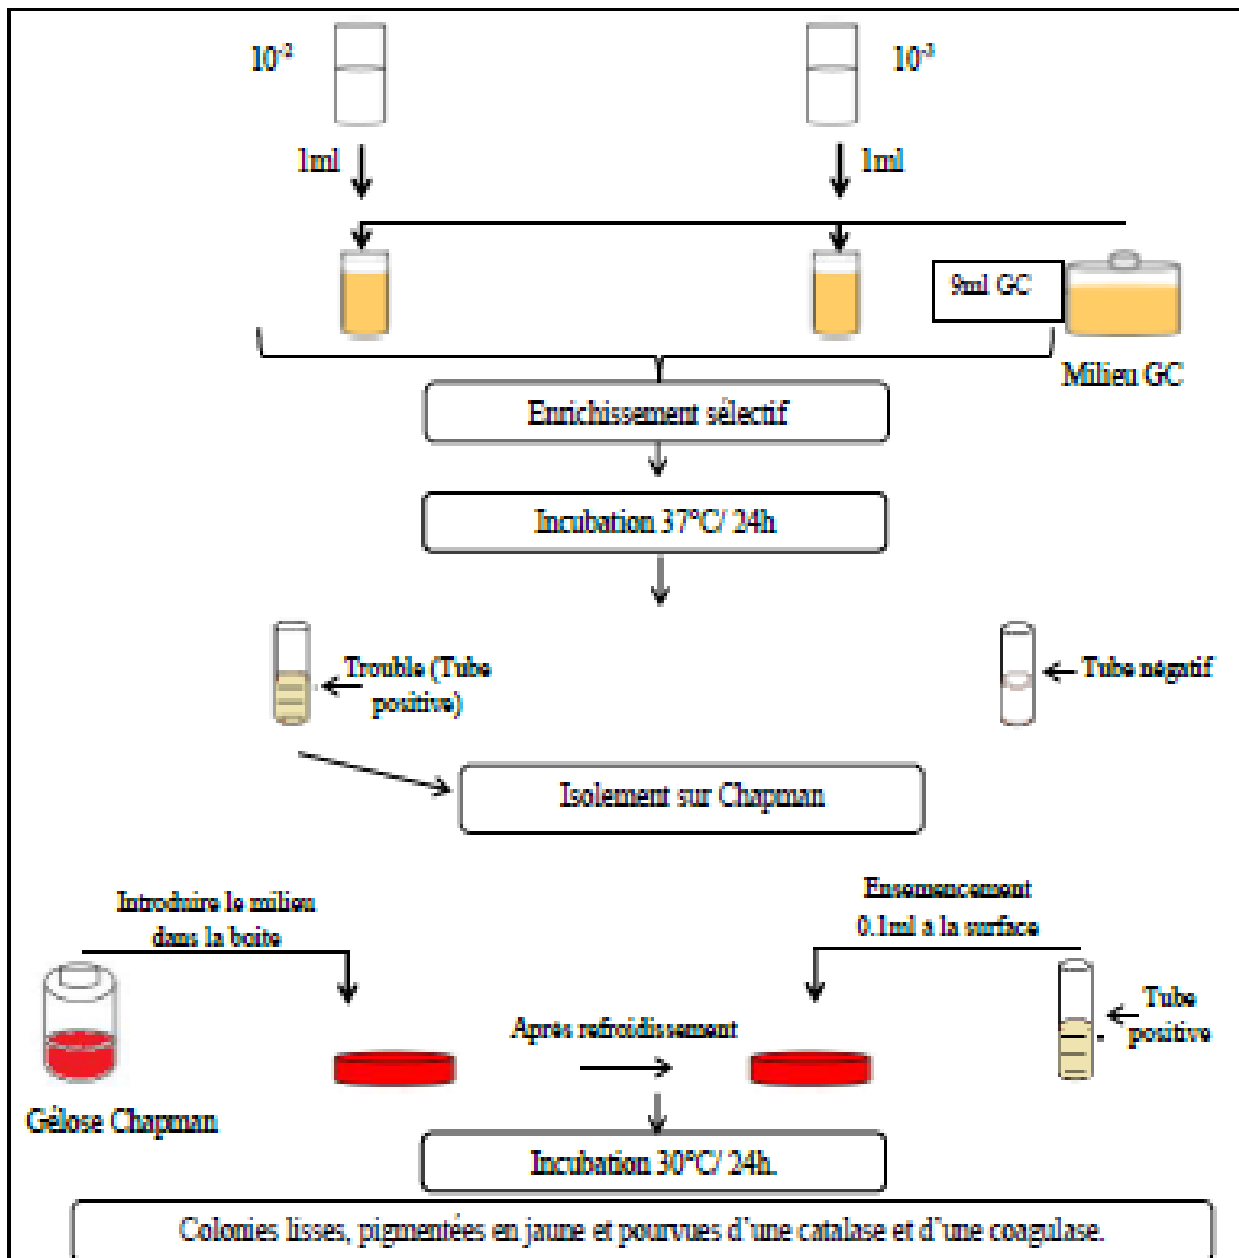 10⁻²
10⁻³
1ml
1ml
9ml GC
Milieu GC
Enrichissement sélectif
Incubation 37°C/ 24h
Trouble (Tube
positive)
Tube négatif
Isolement sur Chapman
Introduire le milieu
dans la boite
Ensemencement
0.1ml à la surface
Après refroidissement
Tube
positive
Gélose Chapman
Incubation 30°C/ 24h.
Colonies lisses, pigmentées en jaune et pourvues d'une catalase et d'une coagulase.